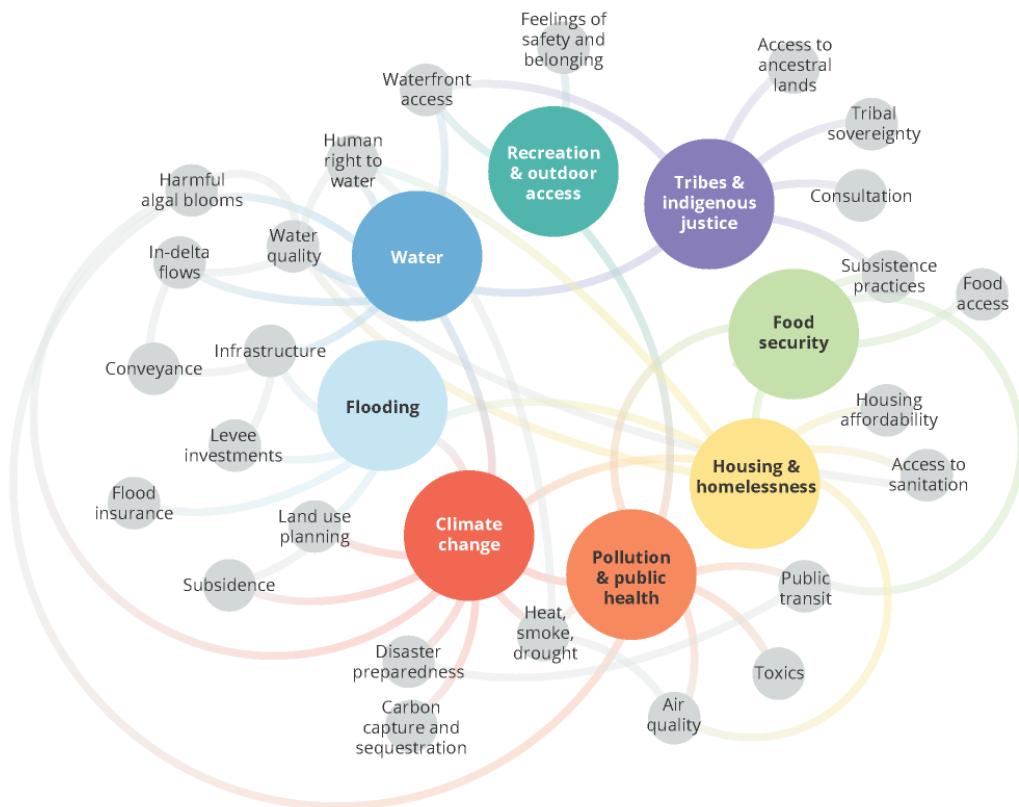 Feelings of
safety and
belonging
Waterfront
access
Access to
ancestral
lands
Tribal
sovereignty
Human
right to
water
Recreation
& outdoor
access
Tribes &
indigenous
justice
Harmful
algal blooms
Consultation
In-delta
flows
Water
quality
Water
Subsistence
practices
Food
access
Food
security
Conveyance
Infrastructure
Flooding
Housing
affordability
Levee
investments
Housing &
homelessness
Access to
sanitation
Flood
insurance
Land use
planning
Climate
change
Pollution
& public
health
Subsidence
Public
transit
Heat,
smoke,
drought
Disaster
preparedness
Toxics
Carbon
capture and
sequestration
Air
quality